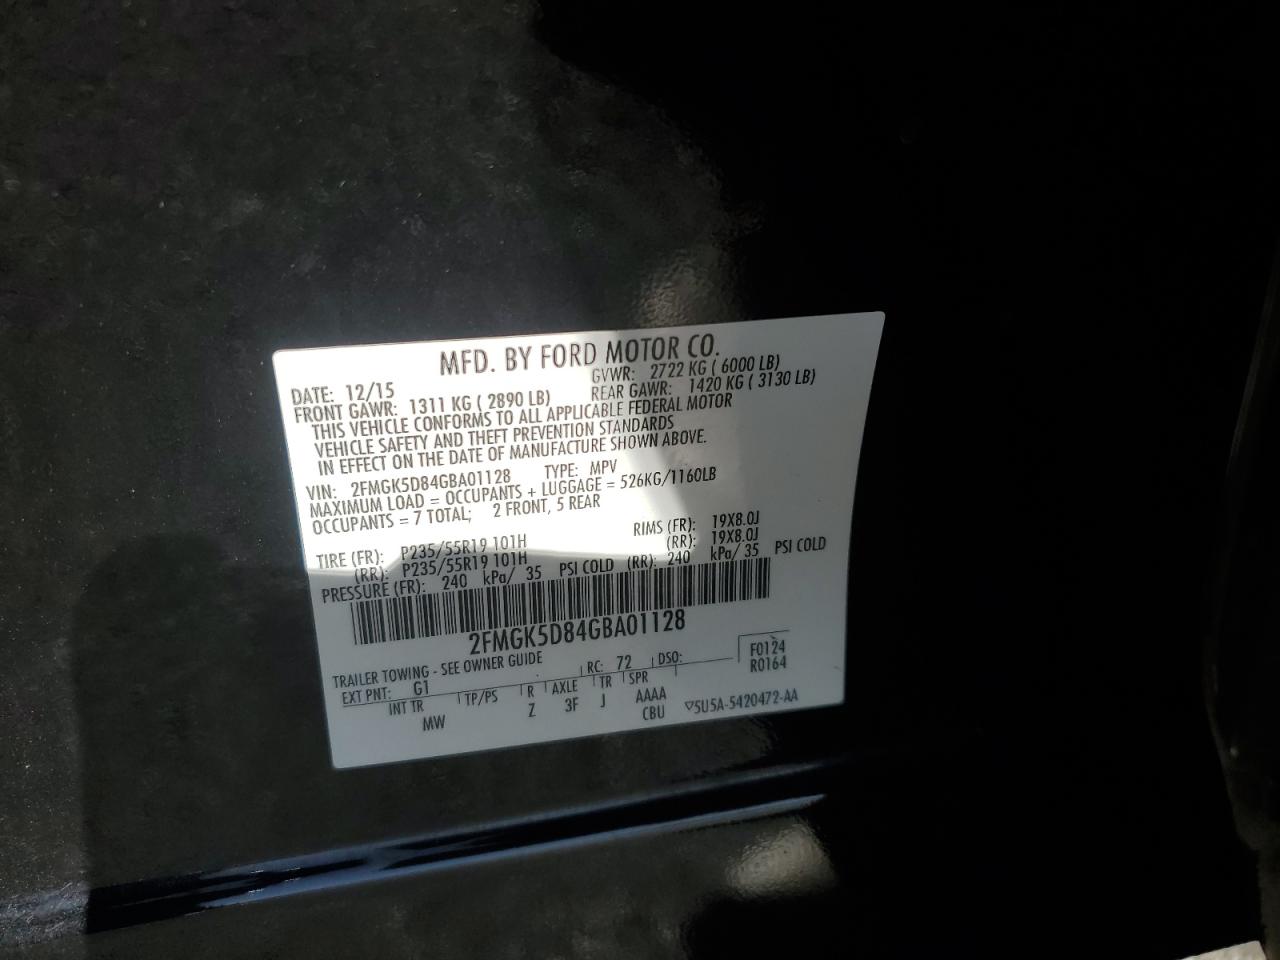 MFD. BY FORD MOTOR CO.
DATE: 12/15 GVWR: 2722 KG ( 6000 LB)
FRONT GAWR: 1311 KG ( 2890 LB) REAR GAWR: 1420 KG ( 3130 LB)
THIS VEHICLE CONFORMS TO ALL APPLICABLE FEDERAL MOTOR
VEHICLE SAFETY AND THEFT PREVENTION STANDARDS
IN EFFECT ON THE DATE OF MANUFACTURE SHOWN ABOVE.
VIN: 2FMGK5D84GBA01128 TYPE: MPV
MAXIMUM LOAD = OCCUPANTS + LUGGAGE = 526KG/1160LB
OCCUPANTS = 7 TOTAL; 2 FRONT, 5 REAR
TIRE (FR): P235/55R19 101H RIMS (FR): 19X8.0J
(RR): P235/55R19 101H (RR): 19X8.0J
PRESSURE (FR): 240 kPa/ 35 PSI COLD (RR): 240 kPa/ 35 PSI COLD
2FMGK5D84GBA01128
TRAILER TOWING - SEE OWNER GUIDE F0124
EXT PNT: G1 RC: 72 DSO: R0164
INT TR TP/PS R AXLE TR SPR
MW Z 3F J AAAA
CBU ▽5U5A-5420472-AA